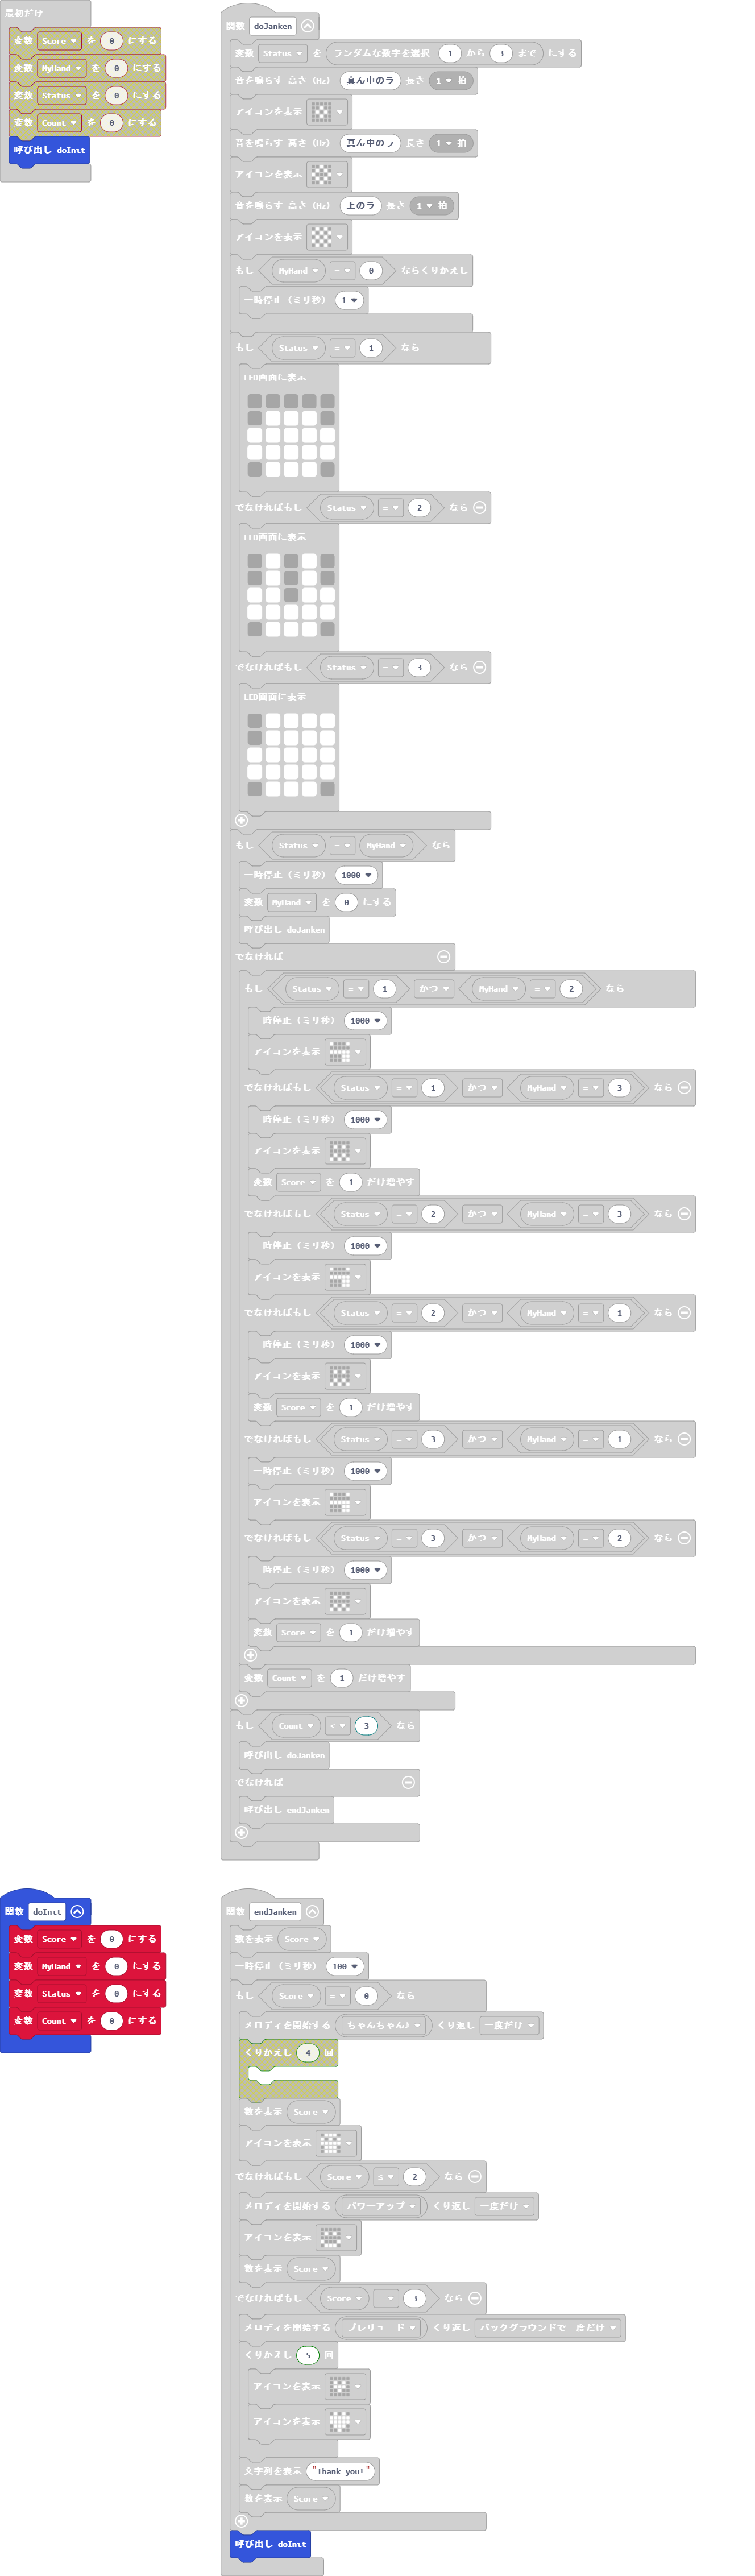 最初だけ
変数 Score を 0 にする
変数 MyHand を 0 にする
変数 Status を 0 にする
変数 Count を 0 にする
呼び出し doInit
関数 doJanken
変数 Status を ランダムな数字を選択: 1 から 3 まで にする
音を鳴らす 高さ (Hz) 真ん中のラ 長さ 1 拍
アイコンを表示
音を鳴らす 高さ (Hz) 真ん中のラ 長さ 1 拍
アイコンを表示
音を鳴らす 高さ (Hz) 上のラ 長さ 1 拍
アイコンを表示
もし MyHand = 0 ならくりかえし
一時停止 (ミリ秒) 1
もし Status = 1 なら
LED画面に表示
でなければもし Status = 2 なら
LED画面に表示
でなければもし Status = 3 なら
LED画面に表示
もし Status = MyHand なら
一時停止 (ミリ秒) 1000
変数 MyHand を 0 にする
呼び出し doJanken
でなければ
もし Status = 1 かつ MyHand = 2 なら
一時停止 (ミリ秒) 1000
アイコンを表示
でなければもし Status = 1 かつ MyHand = 3 なら
一時停止 (ミリ秒) 1000
アイコンを表示
変数 Score を 1 だけ増やす
でなければもし Status = 2 かつ MyHand = 3 なら
一時停止 (ミリ秒) 1000
アイコンを表示
でなければもし Status = 2 かつ MyHand = 1 なら
一時停止 (ミリ秒) 1000
アイコンを表示
変数 Score を 1 だけ増やす
でなければもし Status = 3 かつ MyHand = 1 なら
一時停止 (ミリ秒) 1000
アイコンを表示
でなければもし Status = 3 かつ MyHand = 2 なら
一時停止 (ミリ秒) 1000
アイコンを表示
変数 Score を 1 だけ増やす
変数 Count を 1 だけ増やす
もし Count < 3 なら
呼び出し doJanken
でなければ
呼び出し endJanken
関数 doInit
変数 Score を 0 にする
変数 MyHand を 0 にする
変数 Status を 0 にする
変数 Count を 0 にする
関数 endJanken
数を表示 Score
一時停止 (ミリ秒) 100
もし Score = 0 なら
メロディを開始する ちゃんちゃん♪ くり返し 一度だけ
くりかえし 4 回
数を表示 Score
アイコンを表示
でなければもし Score ≤ 2 なら
メロディを開始する パワーアップ くり返し 一度だけ
アイコンを表示
数を表示 Score
でなければもし Score = 3 なら
メロディを開始する プレリュード くり返し バックグラウンドで一度だけ
くりかえし 5 回
アイコンを表示
アイコンを表示
文字列を表示 "Thank you!"
数を表示 Score
呼び出し doInit